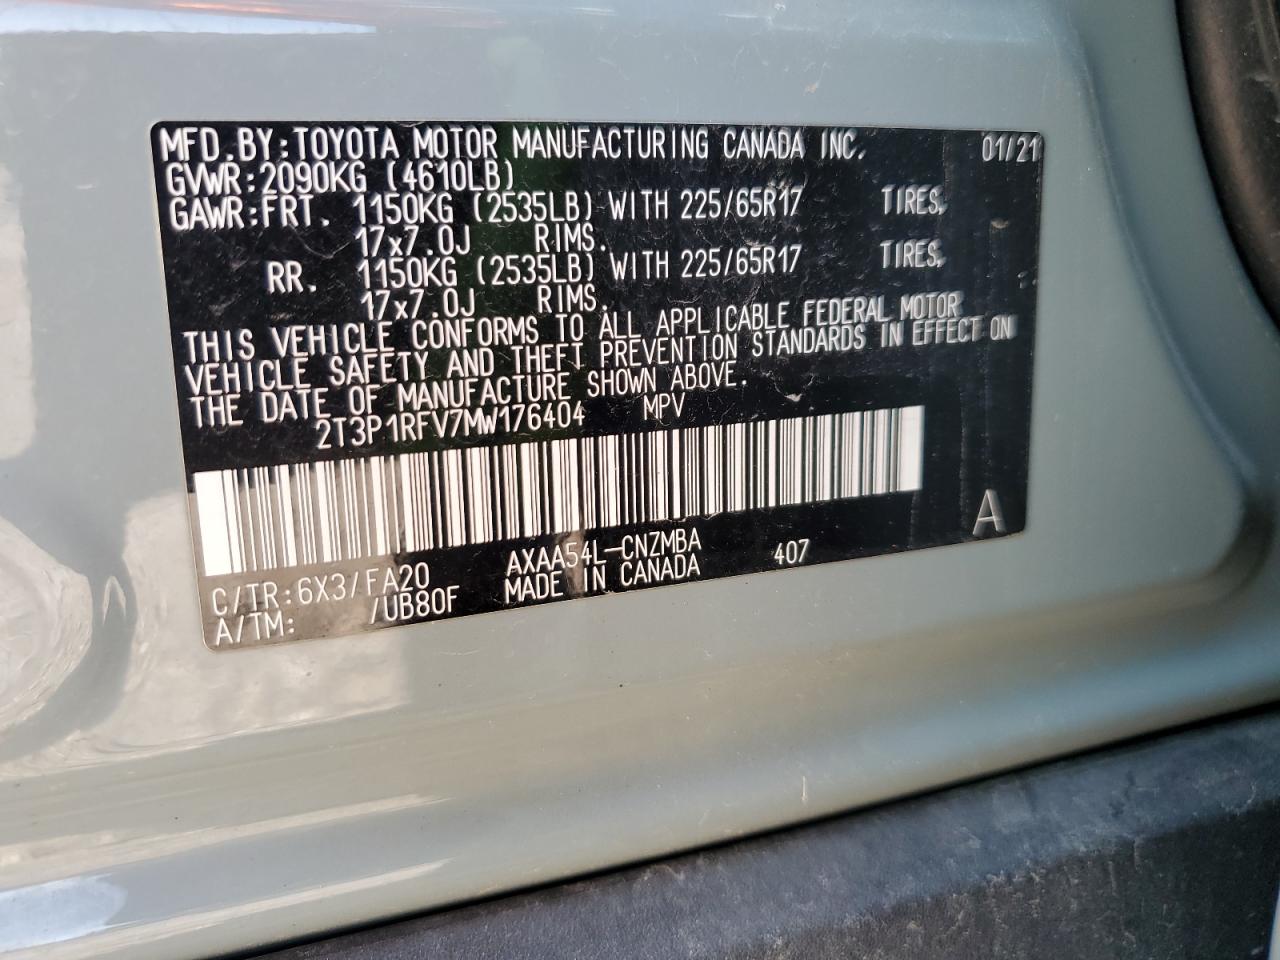 MFD.BY:TOYOTA MOTOR MANUFACTURING CANADA INC. 01/21
GVWR:2090KG (4610LB)
GAWR:FRT. 1150KG (2535LB) WITH 225/65R17 TIRES,
17x7.0J RIMS.
RR. 1150KG (2535LB) WITH 225/65R17 TIRES,
17x7.0J RIMS.
THIS VEHICLE CONFORMS TO ALL APPLICABLE FEDERAL MOTOR
VEHICLE SAFETY AND THEFT PREVENTION STANDARDS IN EFFECT ON
THE DATE OF MANUFACTURE SHOWN ABOVE.
2T3P1RFV7MW176404 MPV
A
C/TR:6X3/FA20 AXAA54L-CNZMBA 407
A/TM: /UB80F MADE IN CANADA